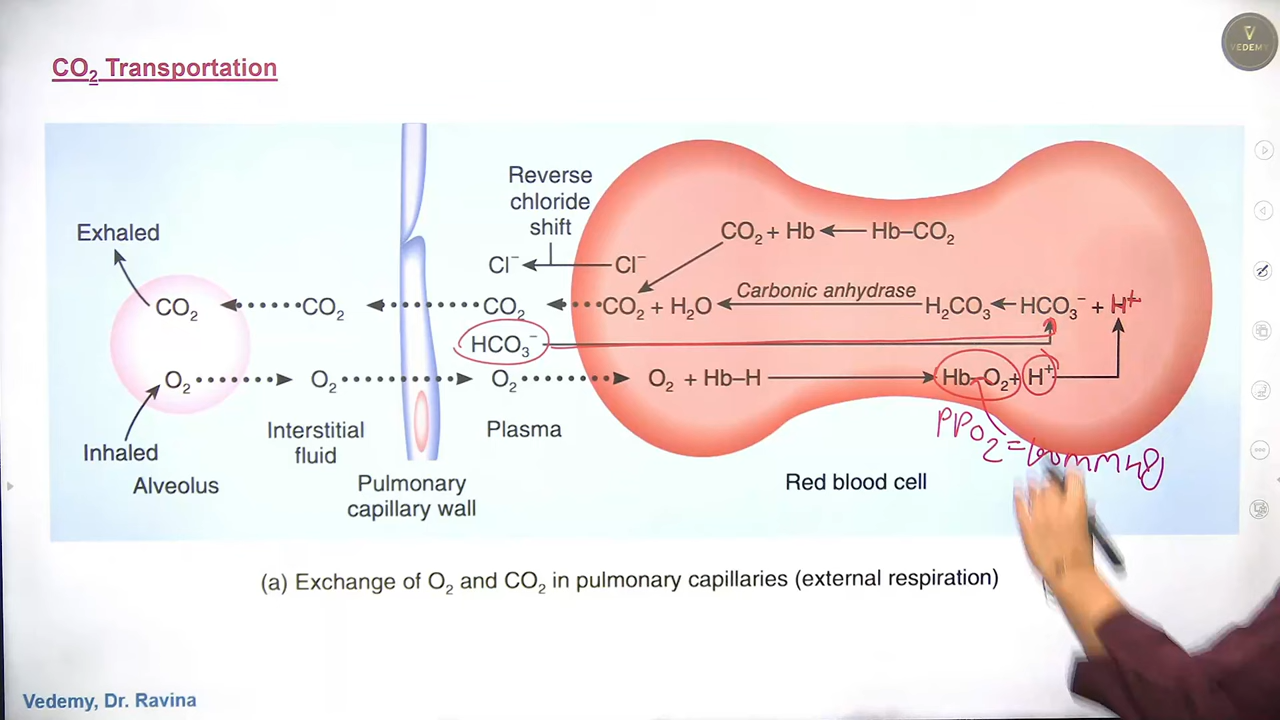 VEDEMY
CO₂ Transportation
Reverse
chloride
shift
Exhaled
CO₂ + Hb ← Hb–CO₂
Cl⁻ Cl⁻
Carbonic anhydrase
CO₂ CO₂ CO₂ CO₂ + H₂O H₂CO₃ HCO₃⁻ + H⁺
HCO₃⁻
O₂ O₂ O₂ O₂ + Hb–H Hb–O₂ + H⁺
PPO₂ =
Inhaled
Alveolus
Interstitial
fluid
Plasma
Pulmonary
capillary wall
Red blood cell
(a) Exchange of O₂ and CO₂ in pulmonary capillaries (external respiration)
Vedemy, Dr. Ravina